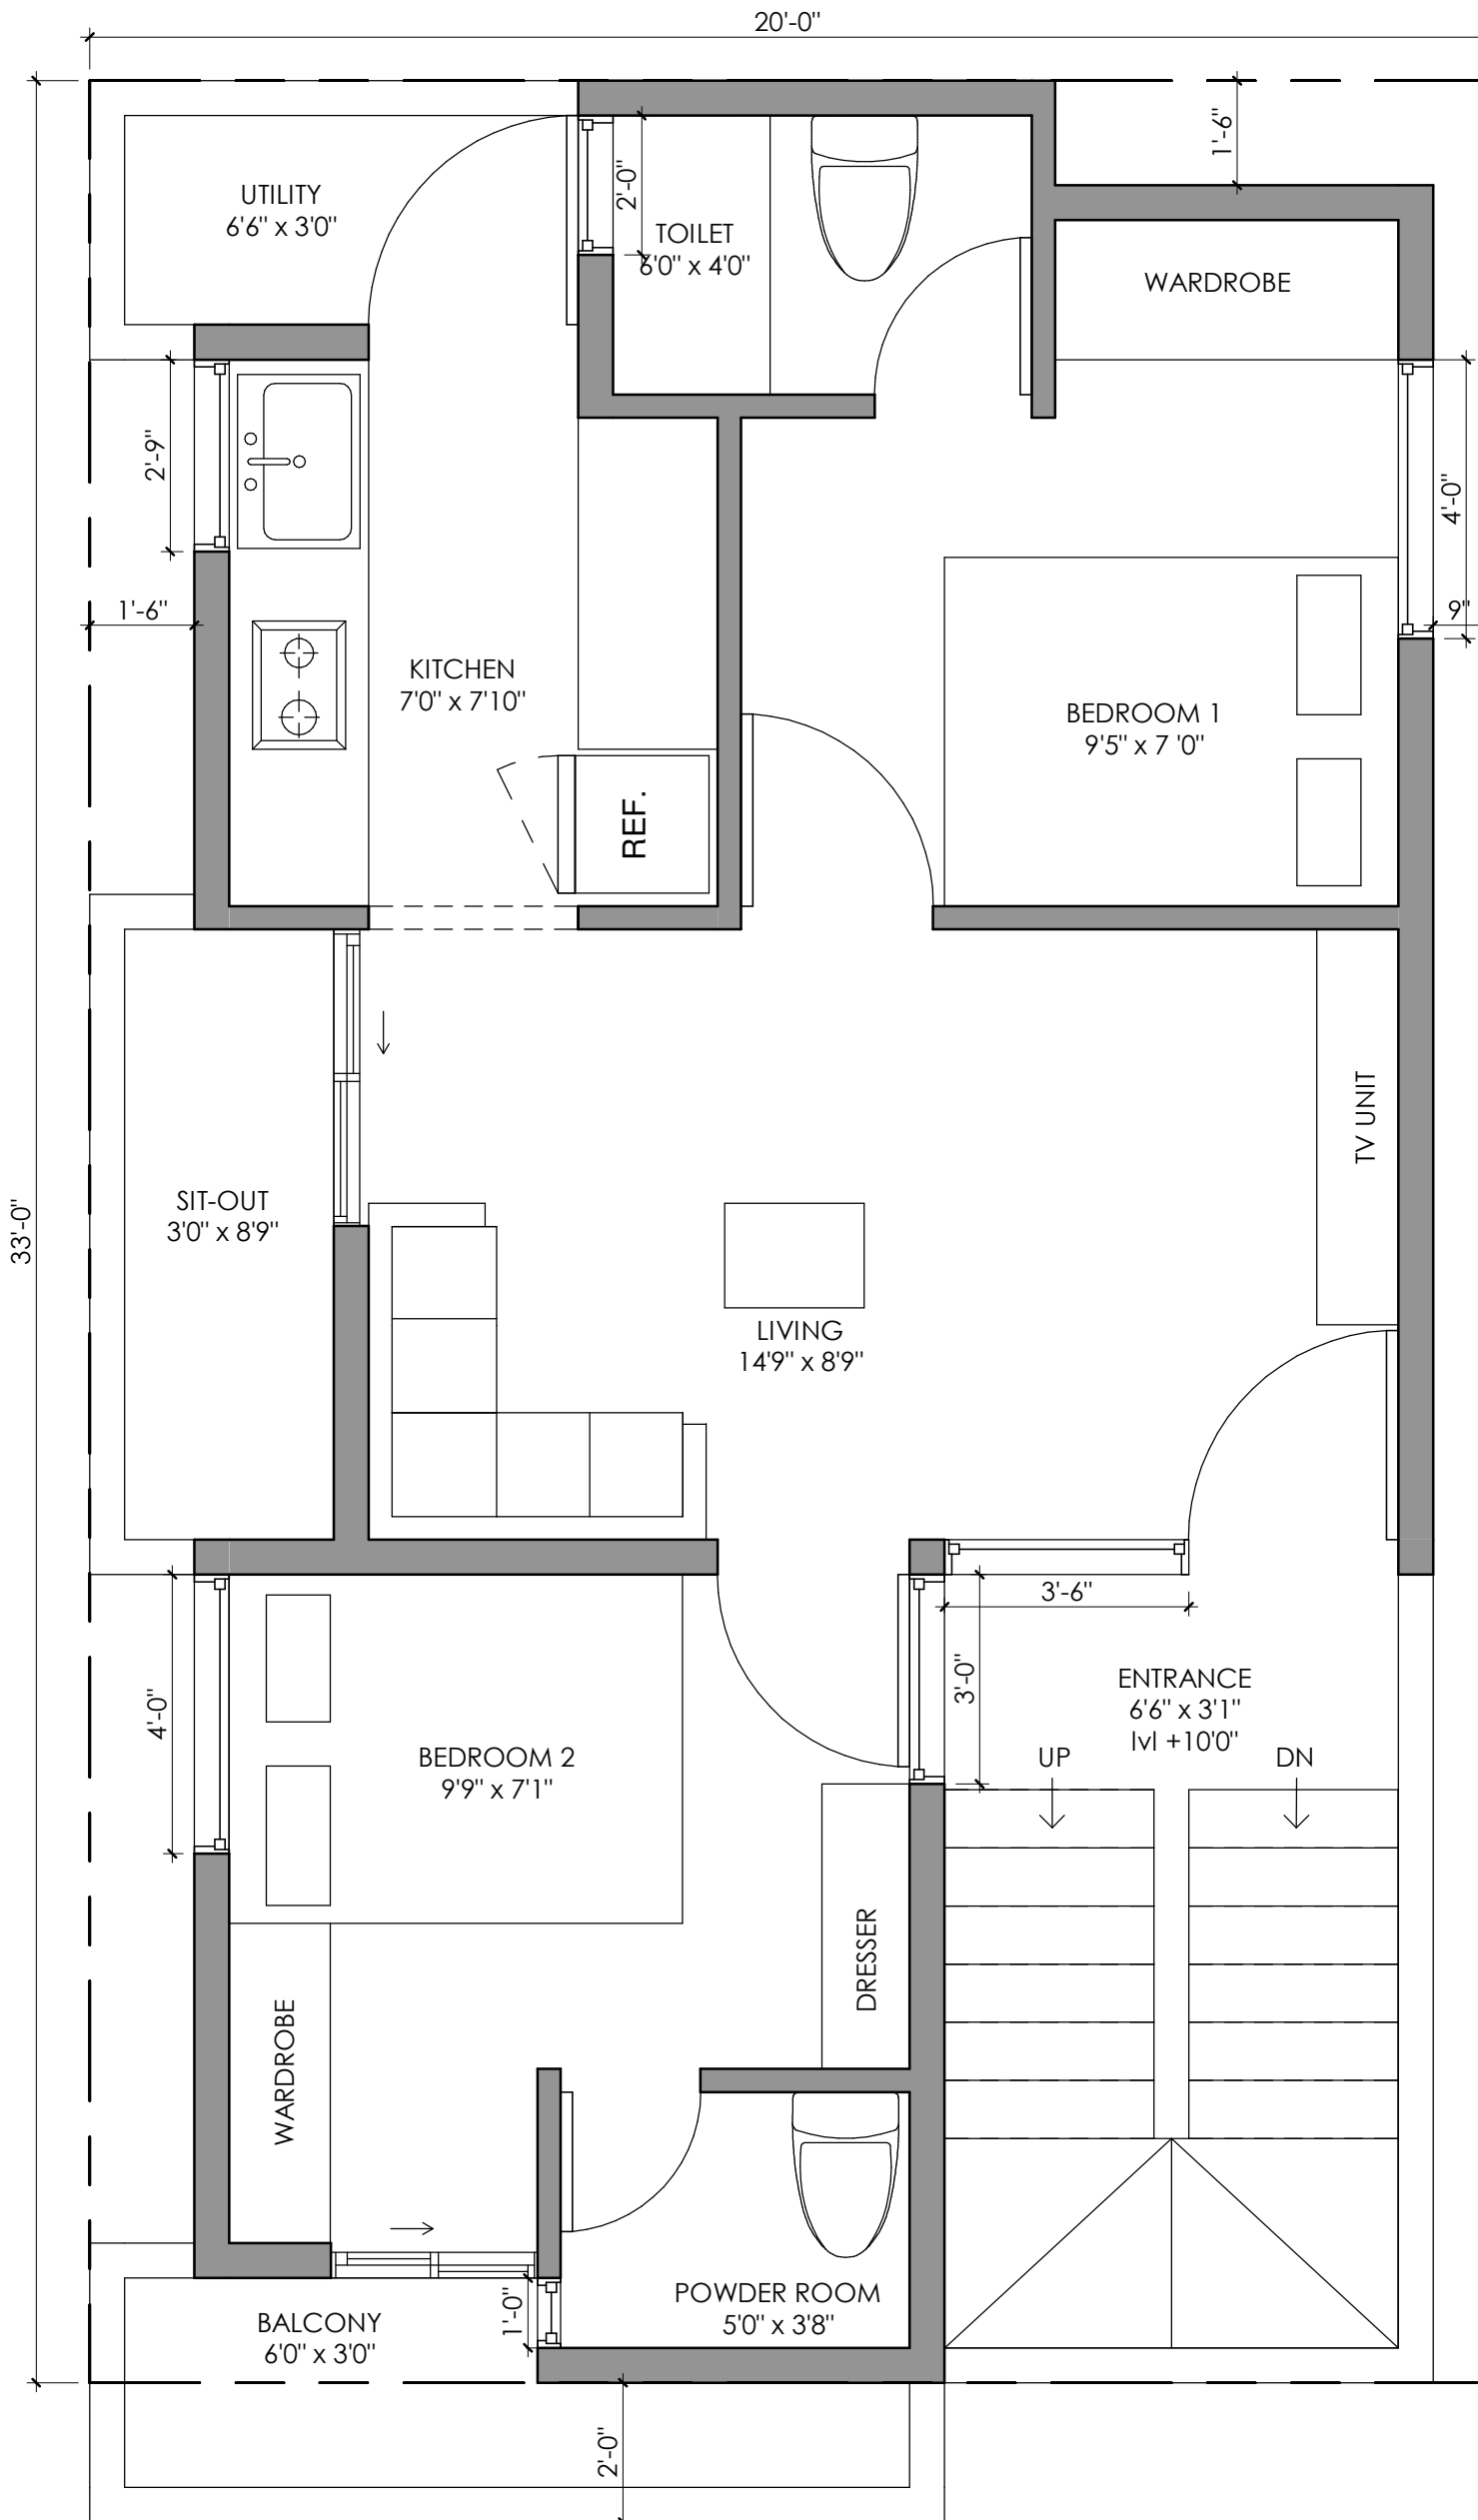 20'-0"
1'-6"
UTILITY
6'6" x 3'0"
2'-0"
TOILET
6'0" x 4'0"
WARDROBE
2'-9"
4'-0"
1'-6"
9"
KITCHEN
7'0" x 7'10"
BEDROOM 1
9'5" x 7 '0"
REF.
TV UNIT
33'-0"
SIT-OUT
3'0" x 8'9"
LIVING
14'9" x 8'9"
3'-6"
4'-0"
3'-0"
ENTRANCE
6'6" x 3'1"
lvl +10'0"
BEDROOM 2
9'9" x 7'1"
UP
DN
DRESSER
WARDROBE
POWDER ROOM
5'0" x 3'8"
1'-0"
BALCONY
6'0" x 3'0"
2'-0"